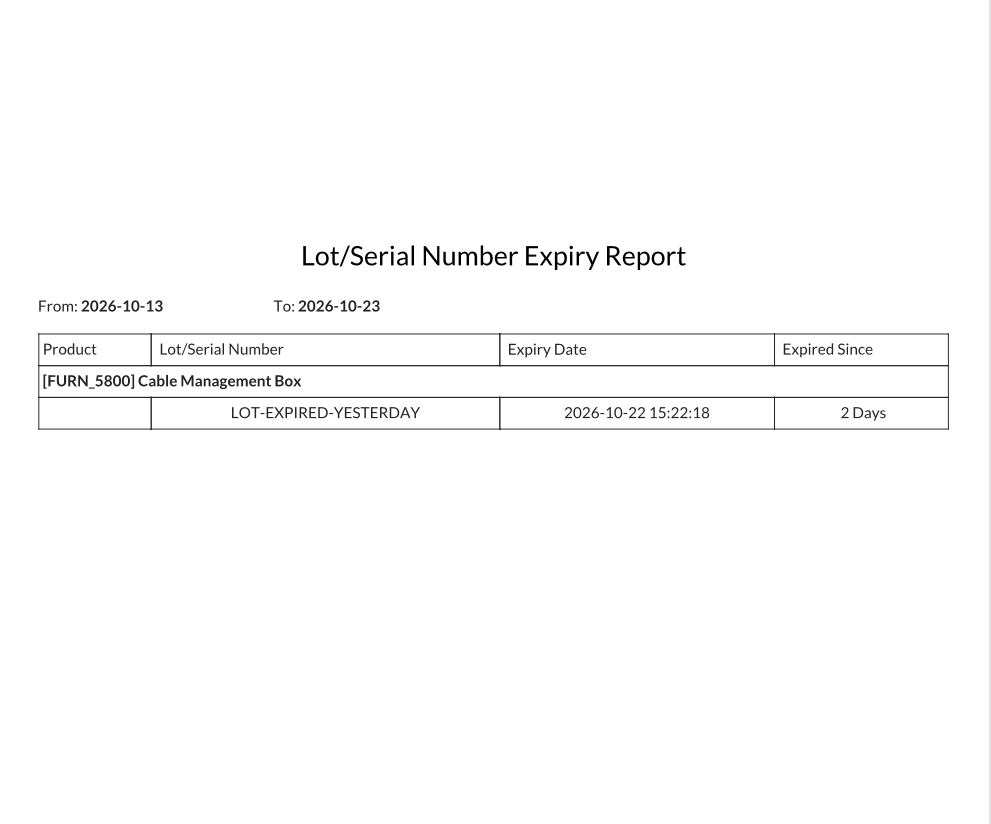 Lot/Serial Number Expiry Report
From: 2026-10-13 To: 2026-10-23
Product Lot/Serial Number Expiry Date Expired Since
[FURN_5800] Cable Management Box
LOT-EXPIRED-YESTERDAY 2026-10-22 15:22:18 2 Days